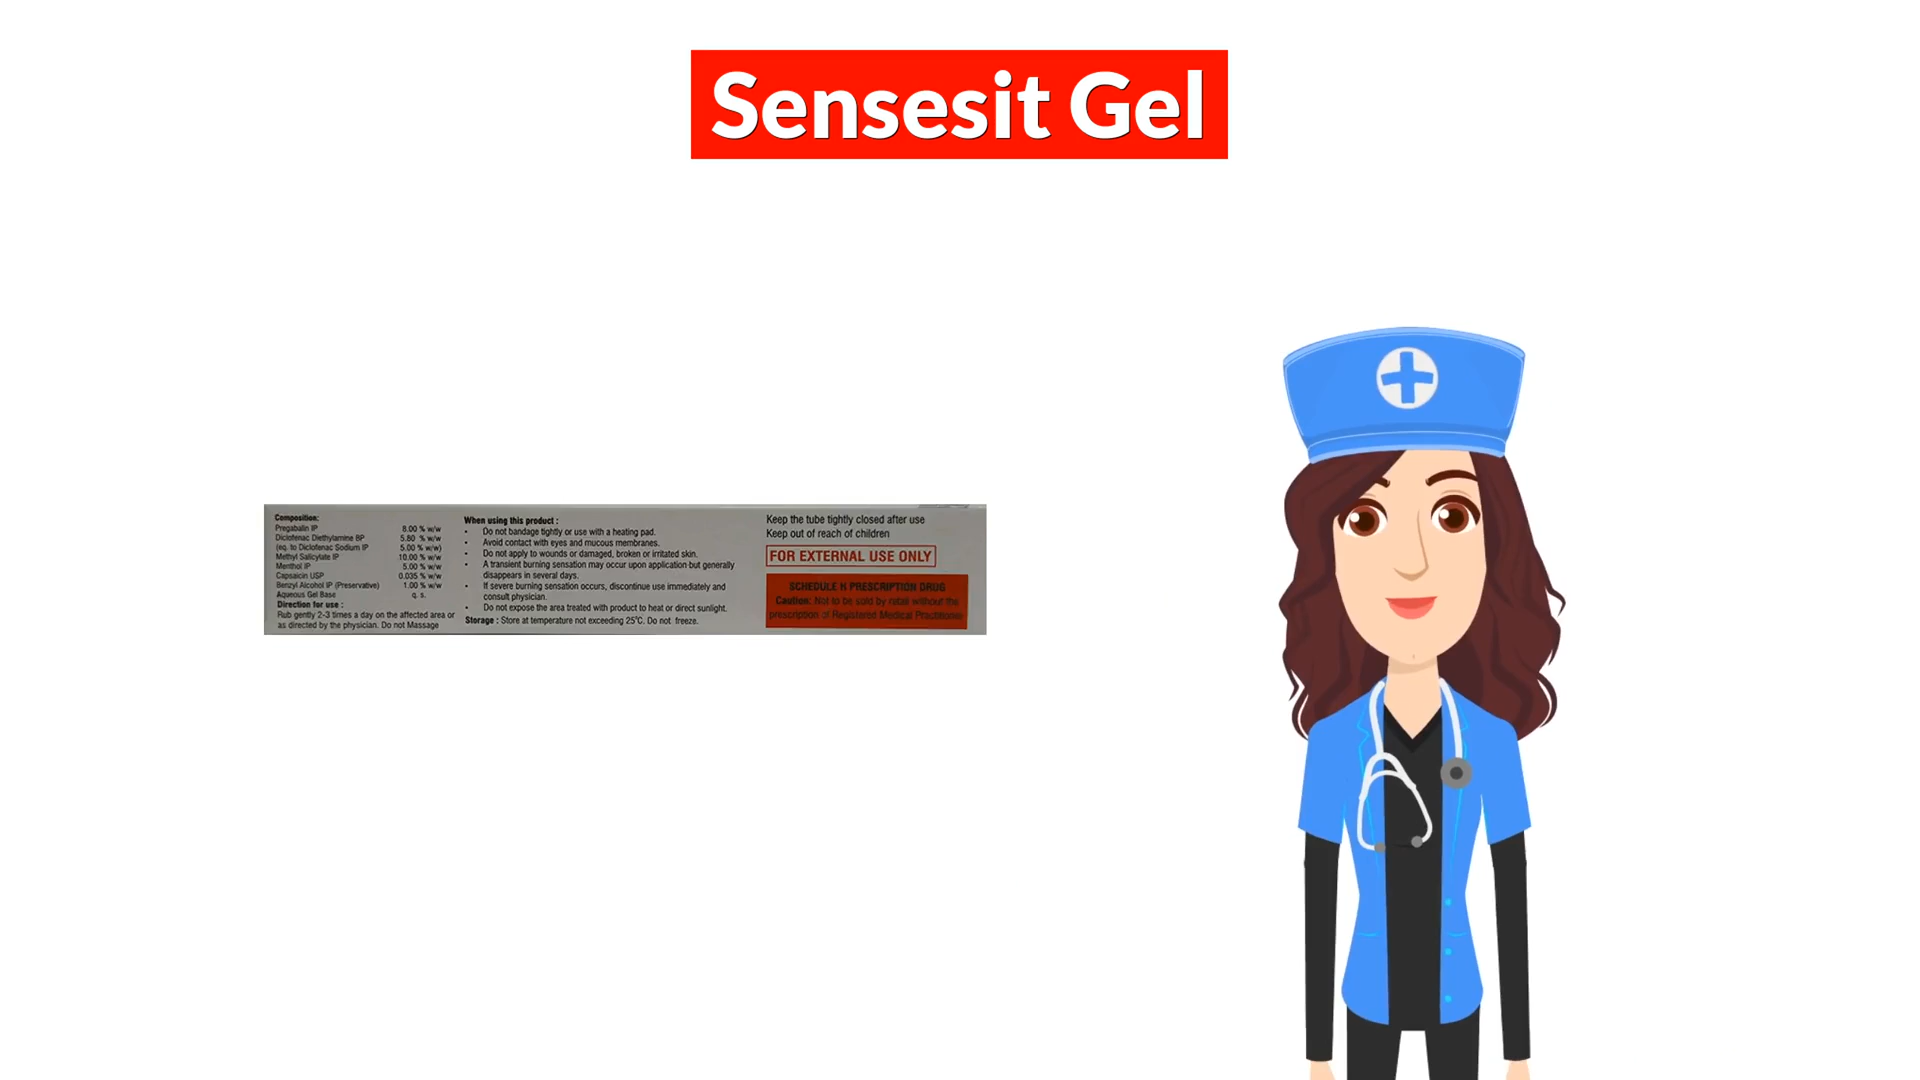 Sensesit Gel
Composition:
Pregabalin IP 8.00 % w/w
Diclofenac Diethylamine BP 5.80 % w/w
(eq. to Diclofenac Sodium IP 5.00 % w/w)
Methyl Salicylate IP 10.00 % w/w
Menthol IP 5.00 % w/w
Capsaicin USP 0.035 % w/w
Benzyl Alcohol IP (Preservative) 1.00 % w/w
Aqueous Gel Base q. s.
Direction for use :
Rub gently 2-3 times a day on the affected area or
as directed by the physician. Do not Massage
When using this product :
• Do not bandage tightly or use with a heating pad.
• Avoid contact with eyes and mucous membranes.
• Do not apply to wounds or damaged, broken or irritated skin.
• A transient burning sensation may occur upon application but generally
disappears in several days.
• If severe burning sensation occurs, discontinue use immediately and
consult physician.
• Do not expose the area treated with product to heat or direct sunlight.
Storage : Store at temperature not exceeding 25°C. Do not freeze.
Keep the tube tightly closed after use
Keep out of reach of children
FOR EXTERNAL USE ONLY
SCHEDULE H PRESCRIPTION DRUG
Caution: Not to be sold by retail without the
prescription of Registered Medical Practitioner